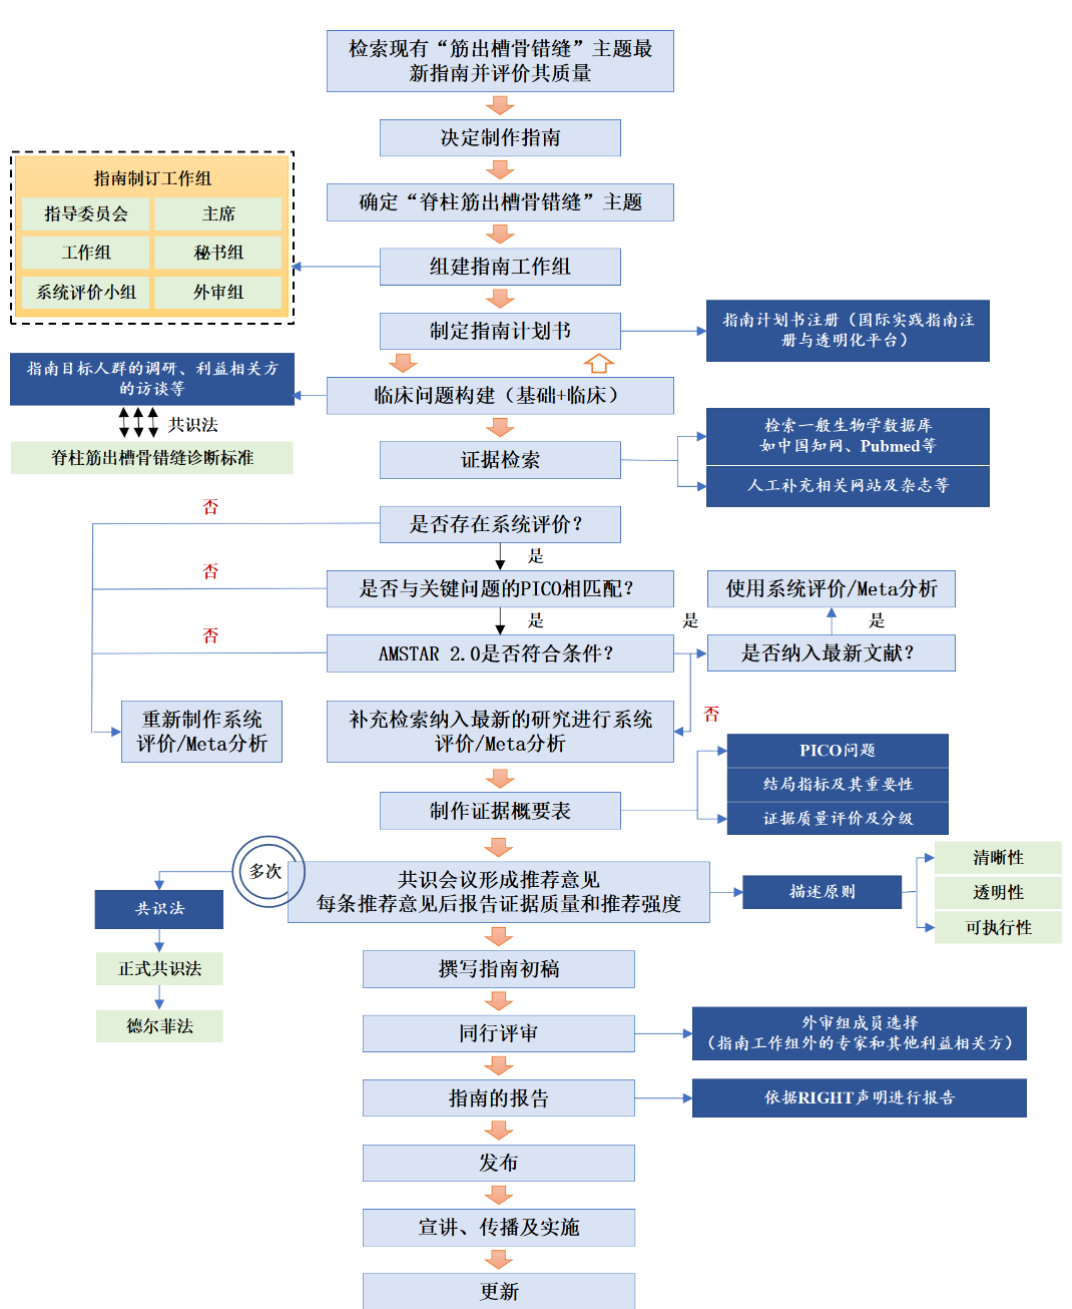 检索现有“筋出槽骨错缝”主题最
新指南并评价其质量
决定制作指南
确定“脊柱筋出槽骨错缝”主题
指南制订工作组
指导委员会
主席
工作组
秘书组
系统评价小组
外审组
组建指南工作组
制定指南计划书
指南计划书注册（国际实践指南注
册与透明化平台）
指南目标人群的调研、利益相关方
的访谈等
共识法
脊柱筋出槽骨错缝诊断标准
临床问题构建（基础+临床）
证据检索
检索一般生物学数据库
如中国知网、Pubmed等
人工补充相关网站及杂志等
否
是否存在系统评价？
是
否
是否与关键问题的PICO相匹配？
使用系统评价/Meta分析
是
是
是
否
AMSTAR 2.0是否符合条件？
是否纳入最新文献？
否
重新制作系统
评价/Meta分析
补充检索纳入最新的研究进行系统
评价/Meta分析
制作证据概要表
PICO问题
结局指标及其重要性
证据质量评价及分级
多次
共识会议形成推荐意见
每条推荐意见后报告证据质量和推荐强度
描述原则
清晰性
透明性
可执行性
共识法
正式共识法
德尔菲法
撰写指南初稿
同行评审
外审组成员选择
（指南工作组外的专家和其他利益相关方）
指南的报告
依据RIGHT声明进行报告
发布
宣讲、传播及实施
更新